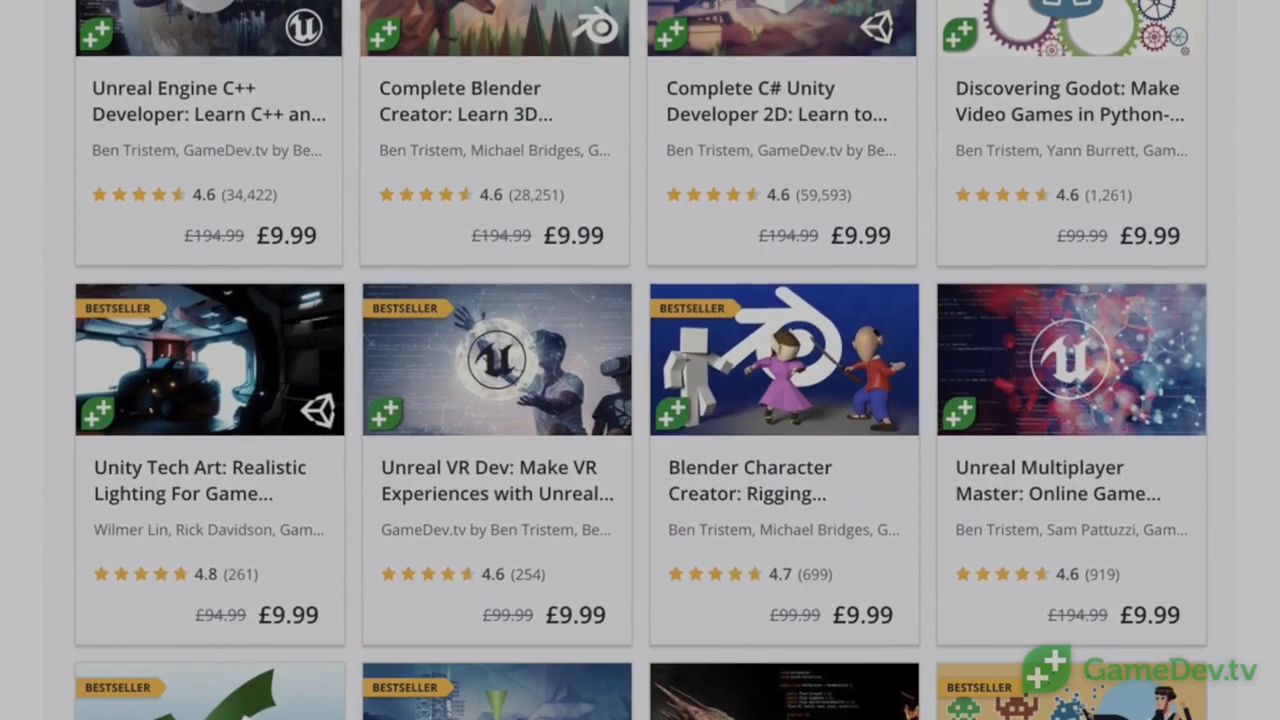 Unreal Engine C++
Developer: Learn C++ an...
Ben Tristem, GameDev.tv by Be...
4.6 (34,422)
£194.99 £9.99
Complete Blender
Creator: Learn 3D...
Ben Tristem, Michael Bridges, G...
4.6 (28,251)
£194.99 £9.99
Complete C# Unity
Developer 2D: Learn to...
Ben Tristem, GameDev.tv by Be...
4.6 (59,593)
£194.99 £9.99
Discovering Godot: Make
Video Games in Python-...
Ben Tristem, Yann Burrett, Gam...
4.6 (1,261)
£99.99 £9.99
BESTSELLER
Unity Tech Art: Realistic
Lighting For Game...
Wilmer Lin, Rick Davidson, Gam...
4.8 (261)
£94.99 £9.99
BESTSELLER
Unreal VR Dev: Make VR
Experiences with Unreal...
GameDev.tv by Ben Tristem, Be...
4.6 (254)
£99.99 £9.99
BESTSELLER
Blender Character
Creator: Rigging...
Ben Tristem, Michael Bridges, G...
4.7 (699)
£99.99 £9.99
Unreal Multiplayer
Master: Online Game...
Ben Tristem, Sam Pattuzzi, Gam...
4.6 (919)
£194.99 £9.99
BESTSELLER
BESTSELLER
BESTSELLER
GameDev.tv